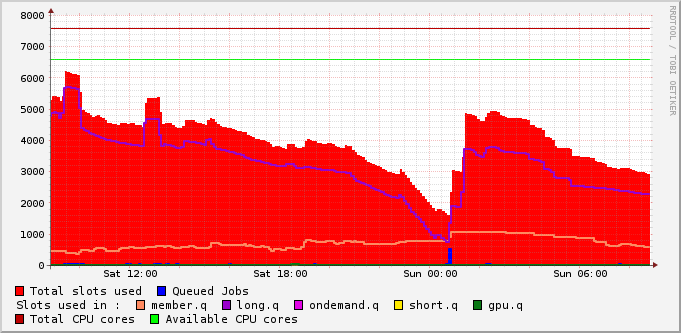 8000
7000
6000
5000
4000
3000
2000
1000
0
Sat 12:00 Sat 18:00 Sun 00:00 Sun 06:00
RRDTOOL / TOBI OETIKER
Total slots used Queued Jobs
Slots used in : member.q long.q ondemand.q short.q gpu.q
Total CPU cores Available CPU cores